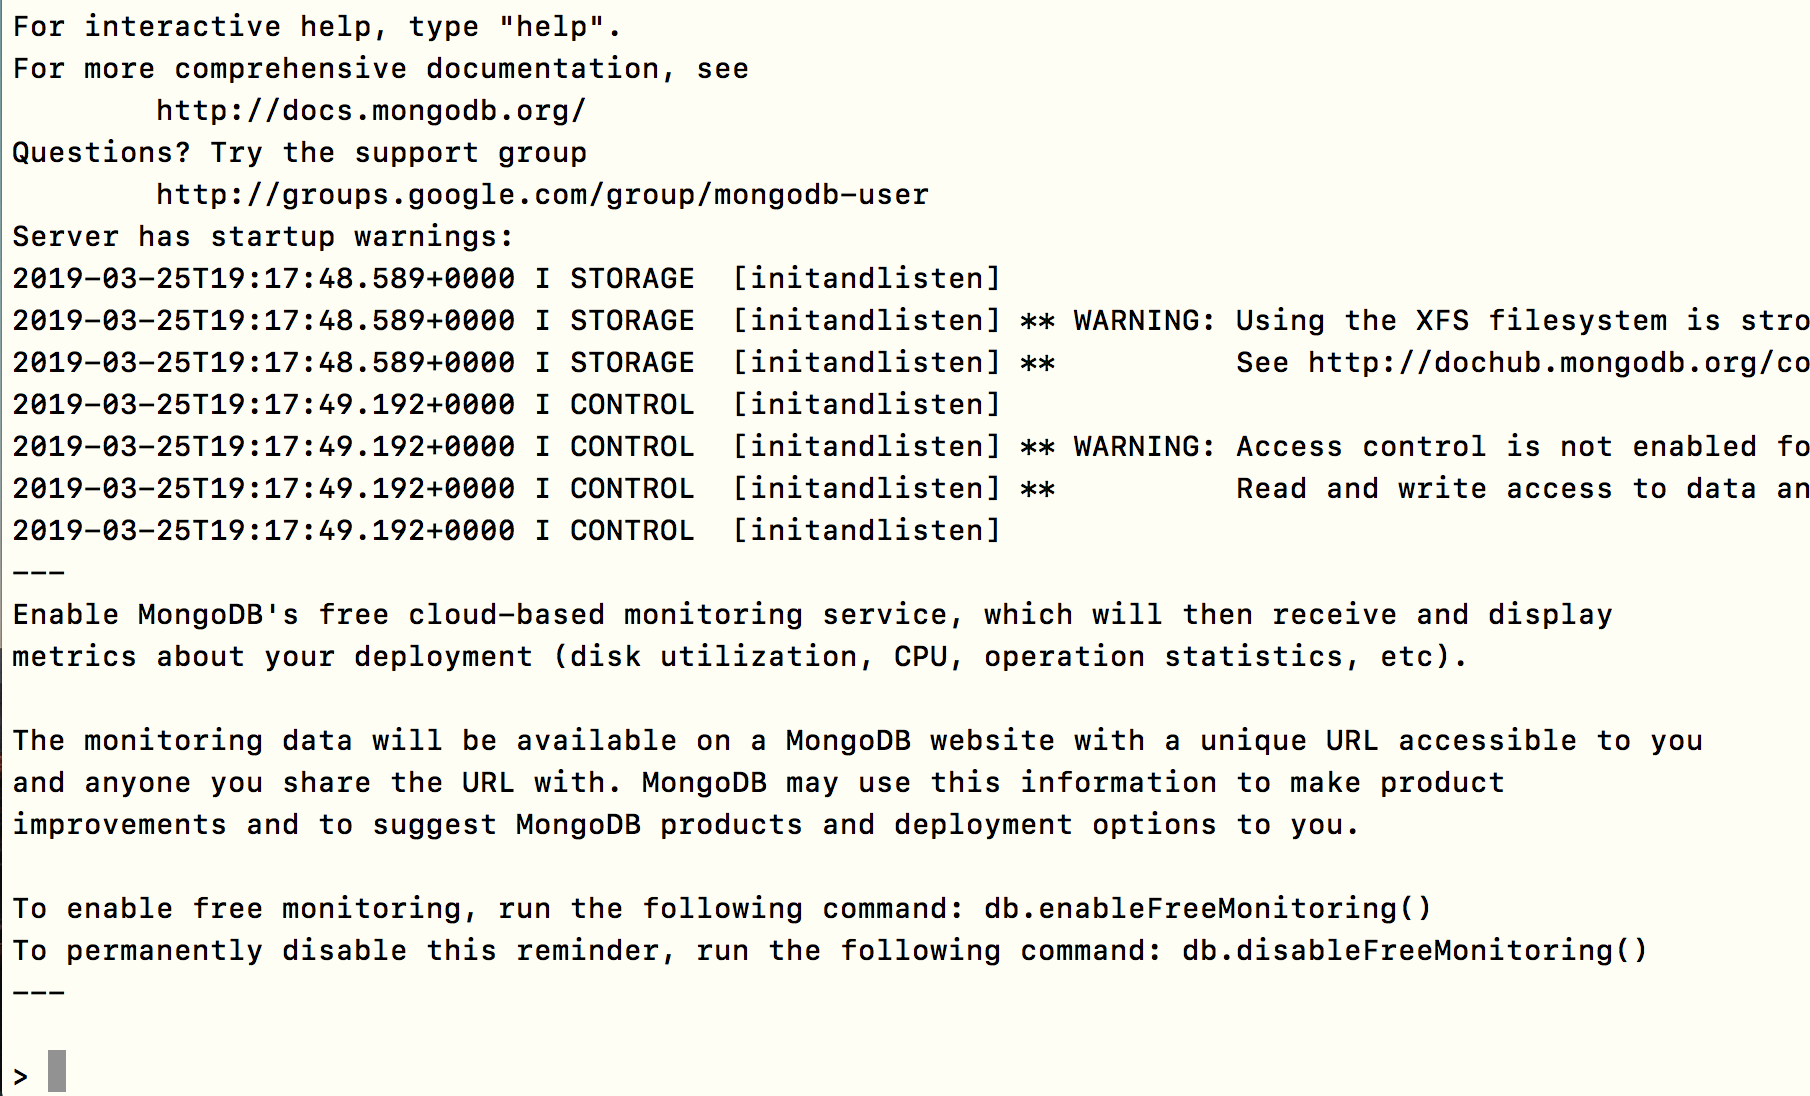 For interactive help, type "help".
For more comprehensive documentation, see
        http://docs.mongodb.org/
Questions? Try the support group
        http://groups.google.com/group/mongodb-user
Server has startup warnings:
2019-03-25T19:17:48.589+0000 I STORAGE  [initandlisten]
2019-03-25T19:17:48.589+0000 I STORAGE  [initandlisten] ** WARNING: Using the XFS filesystem is stro
2019-03-25T19:17:48.589+0000 I STORAGE  [initandlisten] **          See http://dochub.mongodb.org/co
2019-03-25T19:17:49.192+0000 I CONTROL  [initandlisten]
2019-03-25T19:17:49.192+0000 I CONTROL  [initandlisten] ** WARNING: Access control is not enabled fo
2019-03-25T19:17:49.192+0000 I CONTROL  [initandlisten] **          Read and write access to data an
2019-03-25T19:17:49.192+0000 I CONTROL  [initandlisten]
---
Enable MongoDB's free cloud-based monitoring service, which will then receive and display
metrics about your deployment (disk utilization, CPU, operation statistics, etc).

The monitoring data will be available on a MongoDB website with a unique URL accessible to you
and anyone you share the URL with. MongoDB may use this information to make product
improvements and to suggest MongoDB products and deployment options to you.

To enable free monitoring, run the following command: db.enableFreeMonitoring()
To permanently disable this reminder, run the following command: db.disableFreeMonitoring()
---

>